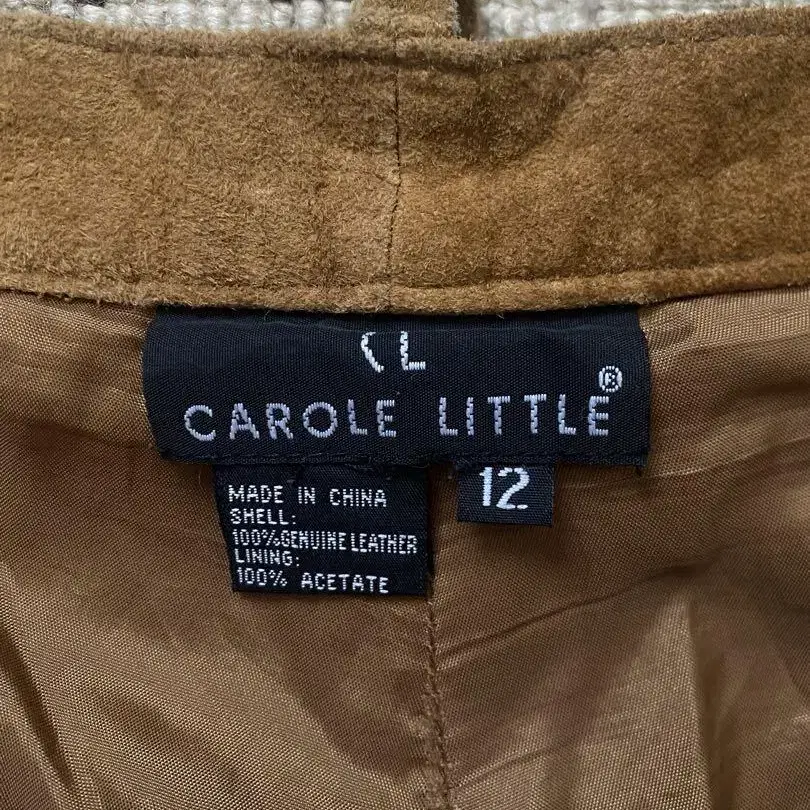 CL
CAROLE LITTLE®
12
MADE IN CHINA
SHELL:
100% GENUINE LEATHER
LINING:
100% ACETATE